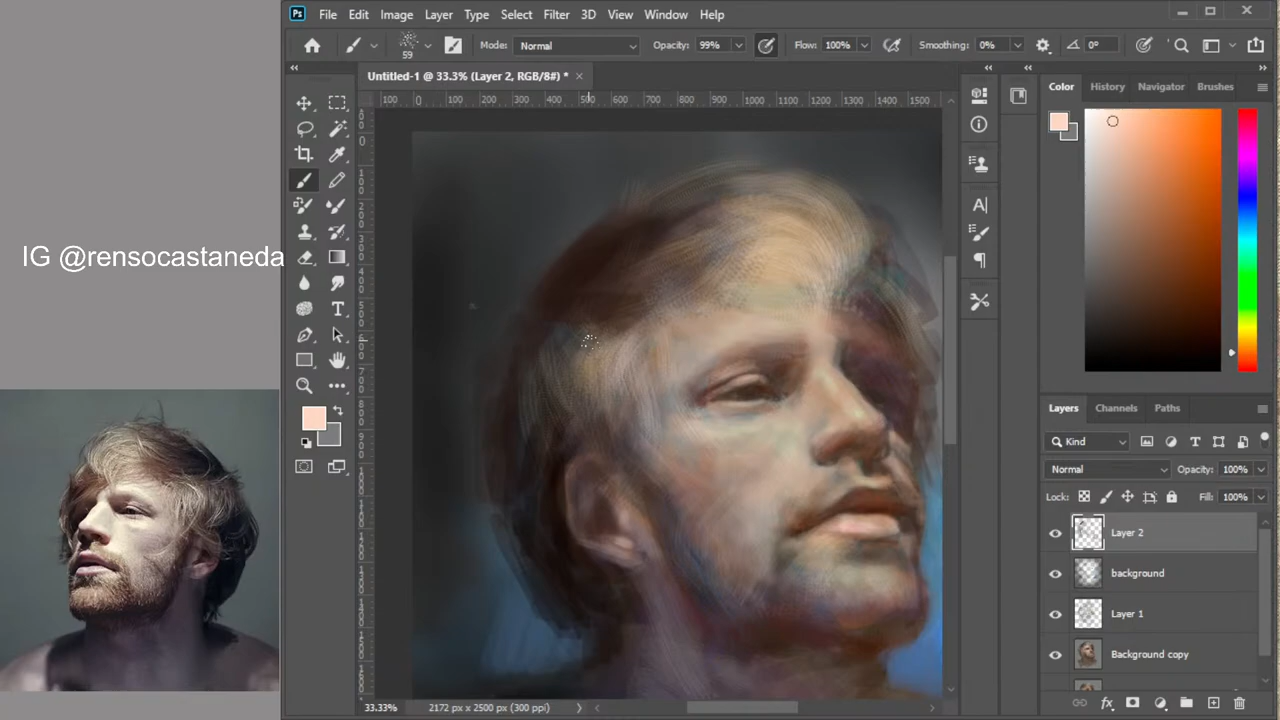 Ps File Edit Image Layer Type Select Filter 3D View Window Help
59 Mode: Normal Opacity: 99% Flow: 100% Smoothing: 0% 0°
Untitled-1 @ 33.3% (Layer 2, RGB/8#) *
100 0 100 200 300 400 500 600 700 800 900 1000 1100 1200 1300 1400 1500
Color History Navigator Brushes
IG @rensocastaneda
Layers Channels Paths
Kind
Normal Opacity: 100%
Lock: Fill: 100%
Layer 2
background
Layer 1
Background copy
33.33% 2172 px x 2500 px (300 ppi)